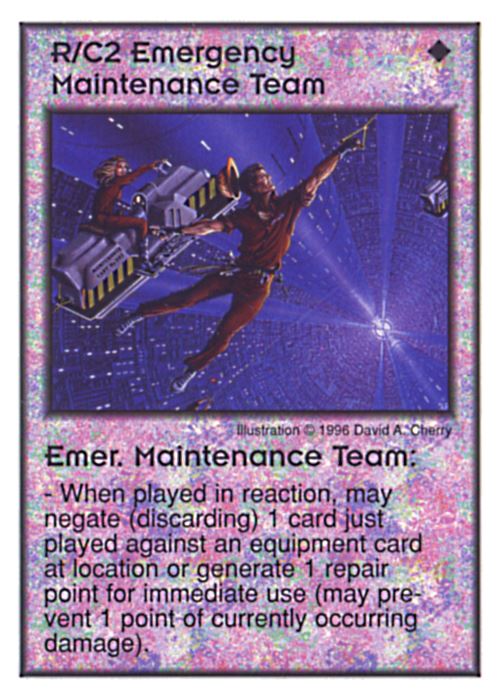 R/C2 Emergency
Maintenance Team
Illustration © 1996 David A. Cherry
Emer. Maintenance Team:
- When played in reaction, may
negate (discarding) 1 card just
played against an equipment card
at location or generate 1 repair
point for immediate use (may pre-
vent 1 point of currently occurring
damage).